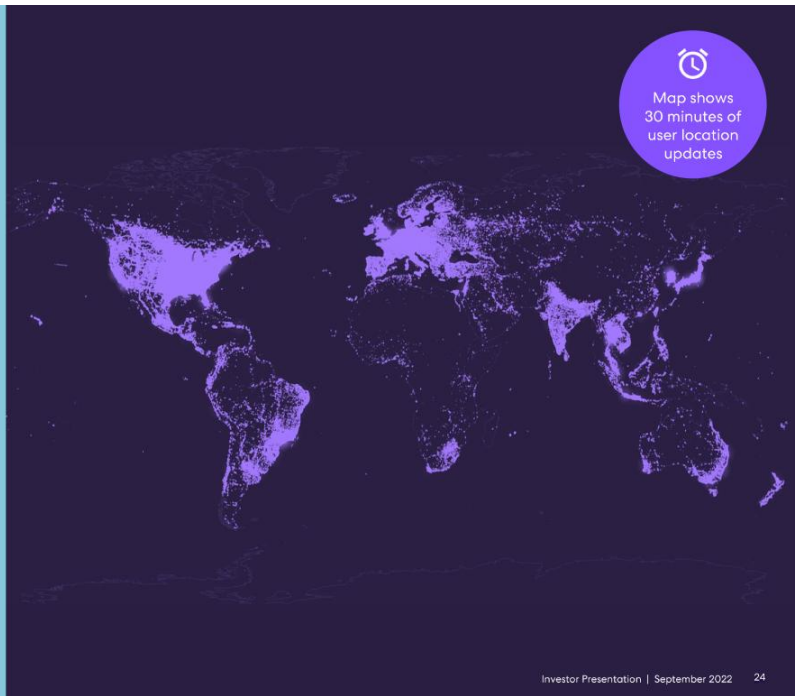 Map shows
30 minutes of
user location
updates
Investor Presentation | September 2022 24